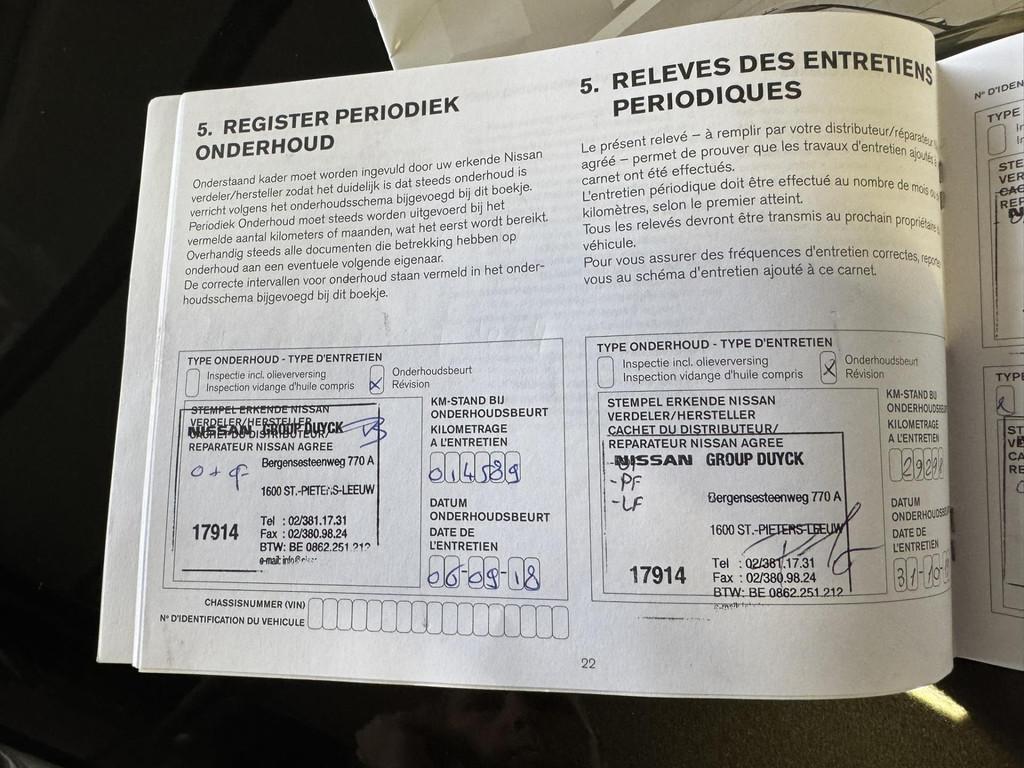 5. REGISTER PERIODIEK
ONDERHOUD
Onderstaand kader moet worden ingevuld door uw erkende Nissan
verdeler/hersteller zodat het duidelijk is dat steeds onderhoud is
verricht volgens het onderhoudsschema bijgevoegd bij dit boekje.
Periodiek Onderhoud moet steeds worden uitgevoerd bij het
vermelde aantal kilometers of maanden, wat het eerst wordt bereikt.
Overhandig steeds alle documenten die betrekking hebben op
onderhoud aan een eventuele volgende eigenaar.
De correcte intervallen voor onderhoud staan vermeld in het onder-
houdsschema bijgevoegd bij dit boekje.
TYPE ONDERHOUD - TYPE D'ENTRETIEN
Inspectie incl. olieverversing
Inspection vidange d'huile compris
Onderhoudsbeurt
Révision
STEMPEL ERKENDE NISSAN
VERDELER/HERSTELLER
CACHET DU DISTRIBUTEUR/
REPARATEUR NISSAN AGREE
NISSAN GROUP DUYCK
Bergensesteenweg 770 A
1600 ST.-PIETERS-LEEUW
17914
Tel : 02/381.17.31
Fax : 02/380.98.24
BTW: BE 0862.251.212
e-mail:
KM-STAND BIJ
ONDERHOUDSBEURT
KILOMETRAGE
A L'ENTRETIEN
014589
DATUM
ONDERHOUDSBEURT
DATE DE
L'ENTRETIEN
06-09-18
CHASSISNUMMER (VIN)
N° D'IDENTIFICATION DU VEHICULE
5. RELEVES DES ENTRETIENS
PERIODIQUES
Le présent relevé – à remplir par votre distributeur/réparateur
agréé – permet de prouver que les travaux d'entretien ajoutés
carnet ont été effectués.
L'entretien périodique doit être effectué au nombre de mois ou
kilomètres, selon le premier atteint.
Tous les relevés devront être transmis au prochain propriétaire
véhicule.
Pour vous assurer des fréquences d'entretien correctes,
vous au schéma d'entretien ajouté à ce carnet.
TYPE ONDERHOUD - TYPE D'ENTRETIEN
Inspectie incl. olieverversing
Inspection vidange d'huile compris
Onderhoudsbeurt
Révision
STEMPEL ERKENDE NISSAN
VERDELER/HERSTELLER
CACHET DU DISTRIBUTEUR/
REPARATEUR NISSAN AGREE
NISSAN GROUP DUYCK
-PF
-LF
Bergensesteenweg 770 A
1600 ST.-PIETERS-LEEUW
17914
Tel : 02/381.17.31
Fax : 02/380.98.24
BTW: BE 0862.251.212
KM-STAND BIJ
KILOMETRAGE
A L'ENTRETIEN
DATUM
DATE DE
L'ENTRETIEN
31-10-
22
TYPE